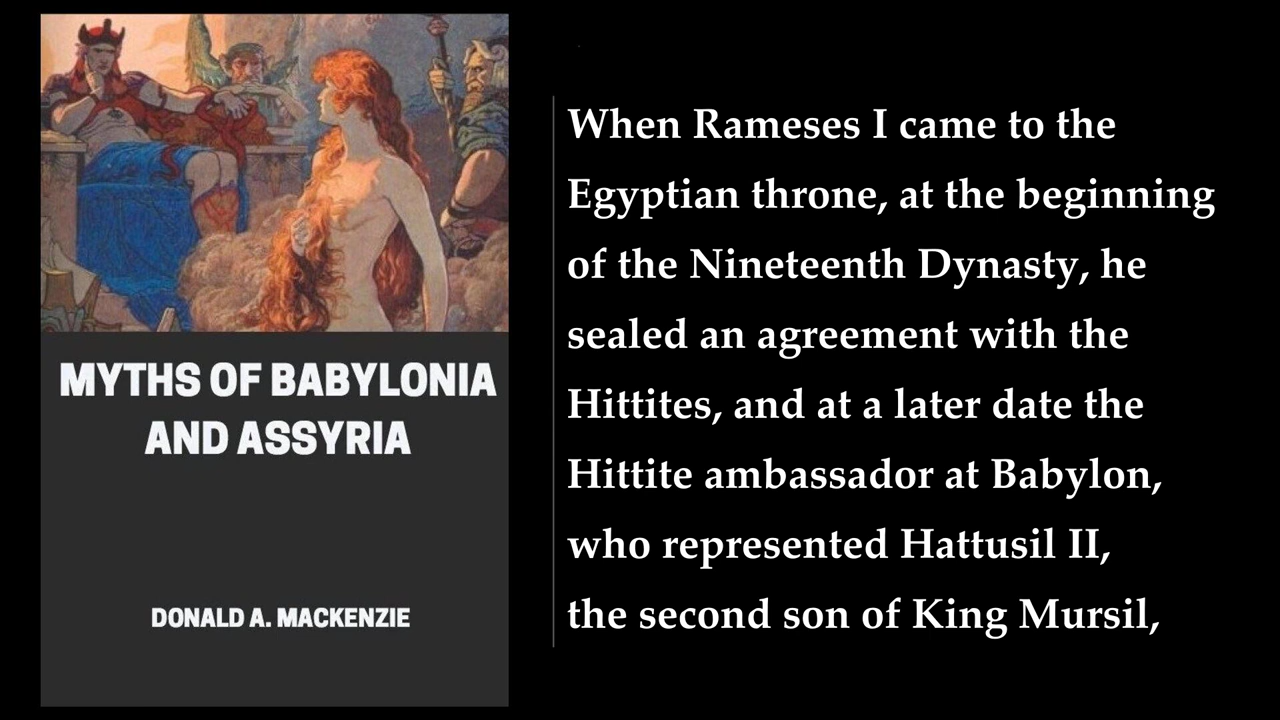 MYTHS OF BABYLONIA
AND ASSYRIA
DONALD A. MACKENZIE
When Rameses I came to the
Egyptian throne, at the beginning
of the Nineteenth Dynasty, he
sealed an agreement with the
Hittites, and at a later date the
Hittite ambassador at Babylon,
who represented Hattusil II,
the second son of King Mursil,